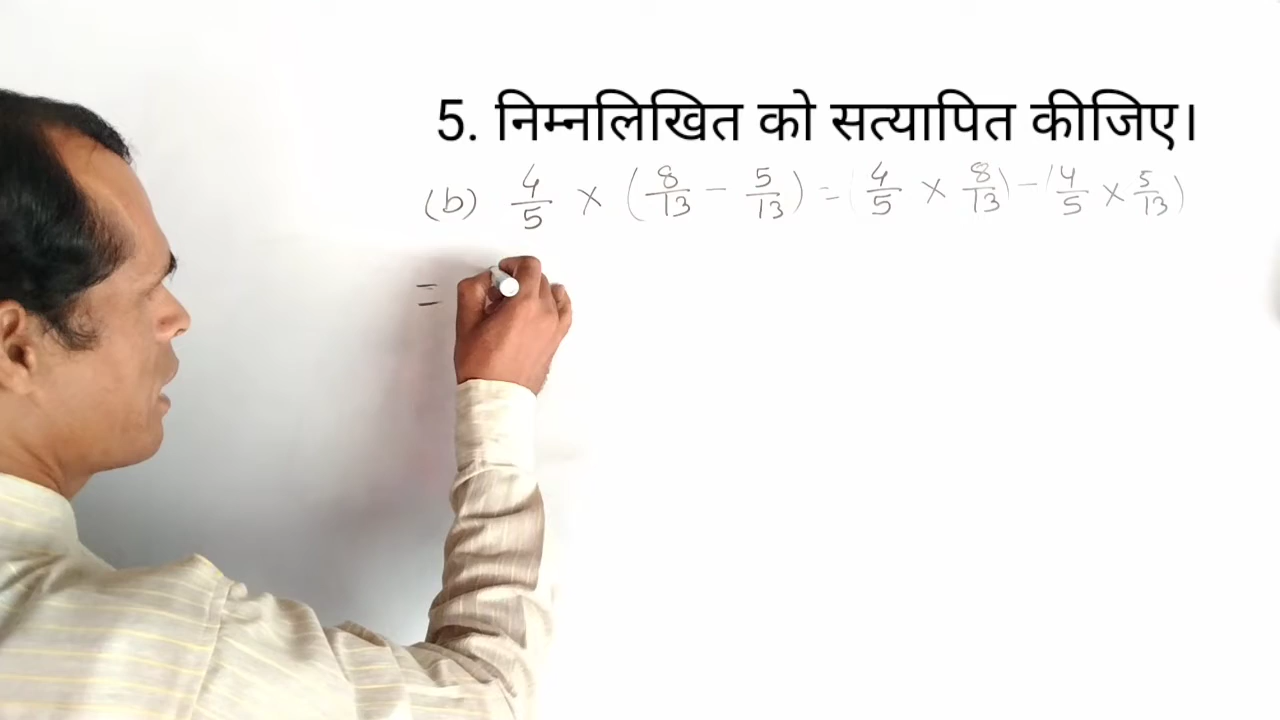 5. निम्नलिखित को सत्यापित कीजिए।
(b) 4/5 × (8/13 − 5/13) = (4/5 × 8/13) − (4/5 × 5/13)
=